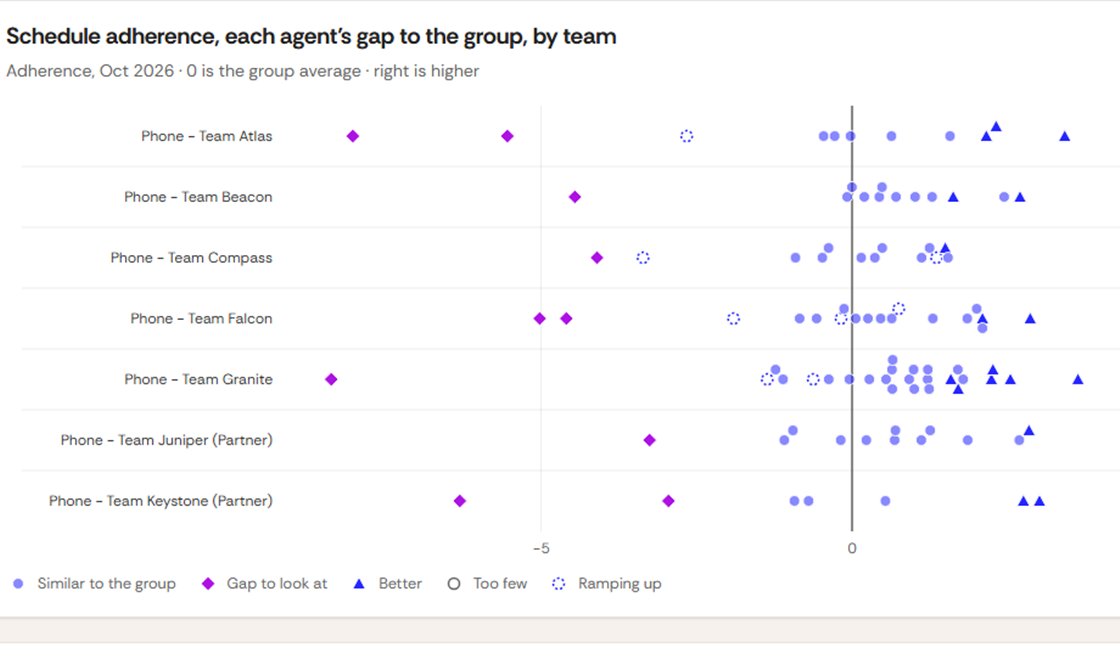 Schedule adherence, each agent's gap to the group, by team
Adherence, Oct 2026 · 0 is the group average · right is higher
Phone – Team Atlas
Phone – Team Beacon
Phone – Team Compass
Phone – Team Falcon
Phone – Team Granite
Phone – Team Juniper (Partner)
Phone – Team Keystone (Partner)
−5 0
Similar to the group Gap to look at Better Too few Ramping up